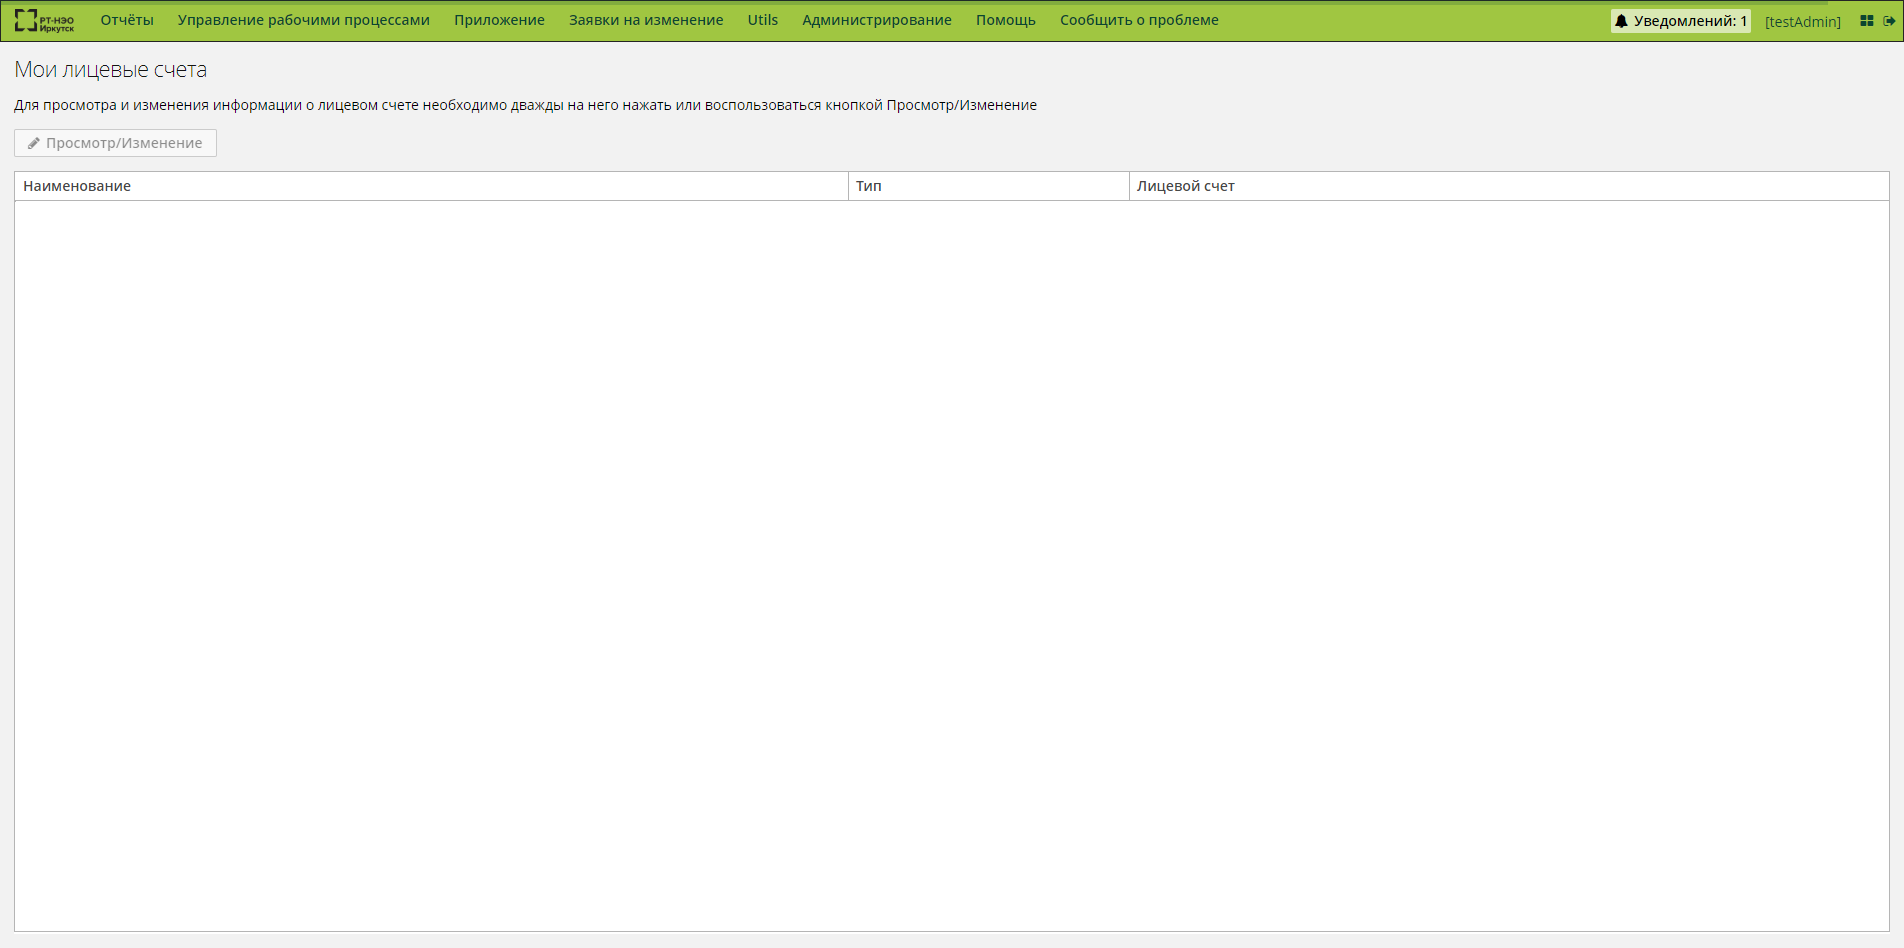 РТ-НЭО
Иркутск
Отчёты Управление рабочими процессами Приложение Заявки на изменение Utils Администрирование Помощь Сообщить о проблеме Уведомлений: 1 [testAdmin]
Мои лицевые счета
Для просмотра и изменения информации о лицевом счете необходимо дважды на него нажать или воспользоваться кнопкой Просмотр/Изменение
Просмотр/Изменение
Наименование Тип Лицевой счет